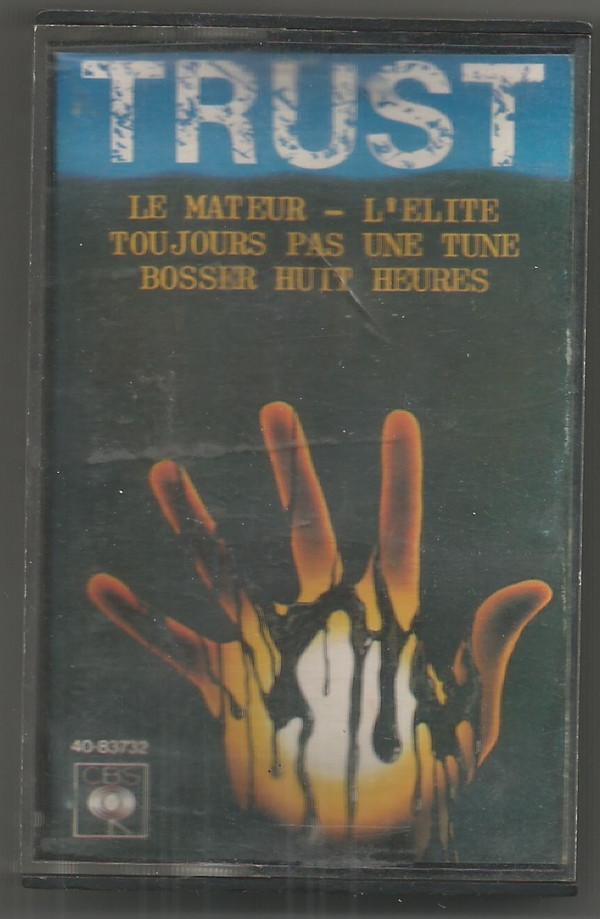 TRUST
LE MATEUR - L'ELITE
TOUJOURS PAS UNE TUNE
BOSSER HUIT HEURES
40-83732
CBS